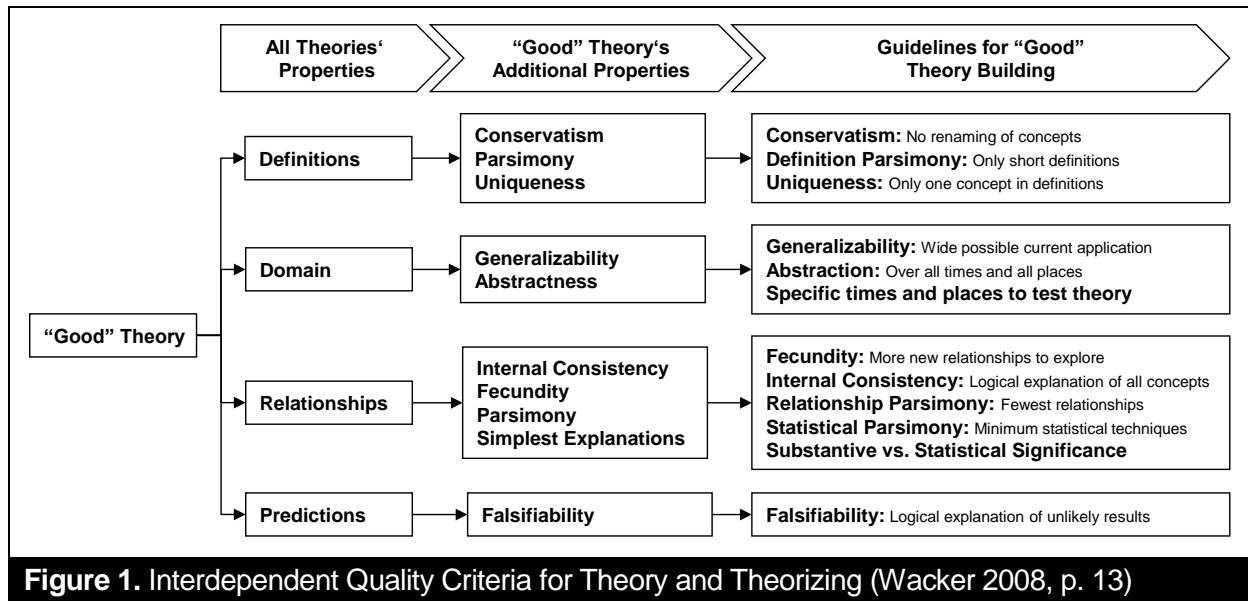 All Theories‘
Properties
“Good” Theory‘s
Additional Properties
Guidelines for “Good”
Theory Building
“Good” Theory
Definitions
Conservatism
Parsimony
Uniqueness
Conservatism: No renaming of concepts
Definition Parsimony: Only short definitions
Uniqueness: Only one concept in definitions
Domain
Generalizability
Abstractness
Generalizability: Wide possible current application
Abstraction: Over all times and all places
Specific times and places to test theory
Relationships
Internal Consistency
Fecundity
Parsimony
Simplest Explanations
Fecundity: More new relationships to explore
Internal Consistency: Logical explanation of all concepts
Relationship Parsimony: Fewest relationships
Statistical Parsimony: Minimum statistical techniques
Substantive vs. Statistical Significance
Predictions
Falsifiability
Falsifiability: Logical explanation of unlikely results
Figure 1. Interdependent Quality Criteria for Theory and Theorizing (Wacker 2008, p. 13)